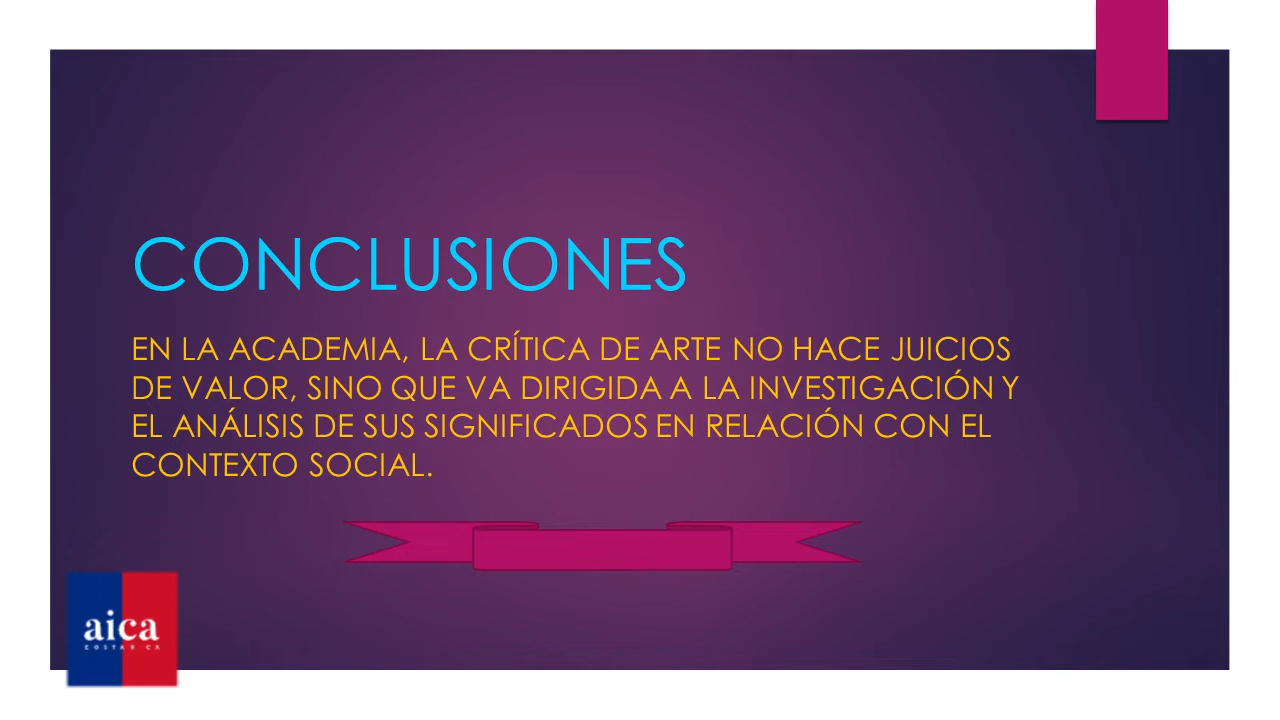 CONCLUSIONES
EN LA ACADEMIA, LA CRÍTICA DE ARTE NO HACE JUICIOS
DE VALOR, SINO QUE VA DIRIGIDA A LA INVESTIGACIÓN Y
EL ANÁLISIS DE SUS SIGNIFICADOS EN RELACIÓN CON EL
CONTEXTO SOCIAL.
aica